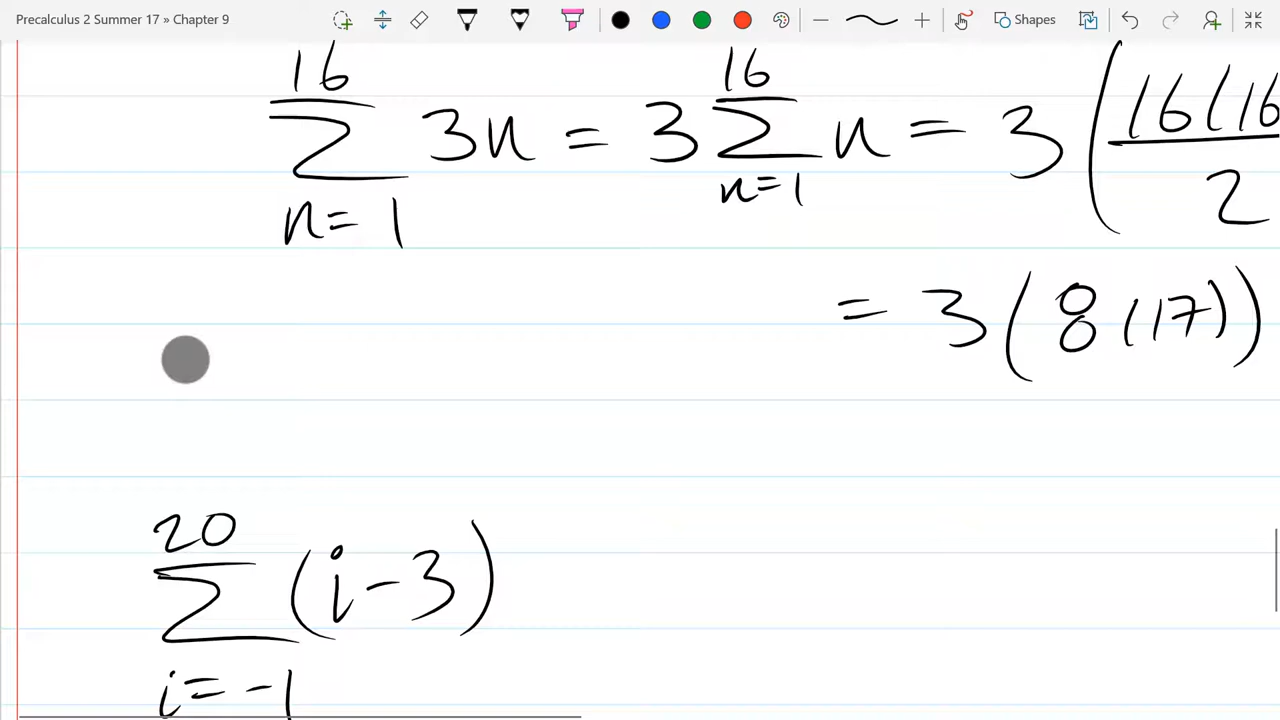 Precalculus 2 Summer 17 » Chapter 9 Shapes
16 ∑ n=1 3n = 3 16 ∑ n=1 n = 3 ( 16(16 / 2
= 3(8(17))
20 ∑ i=-1 (i-3)